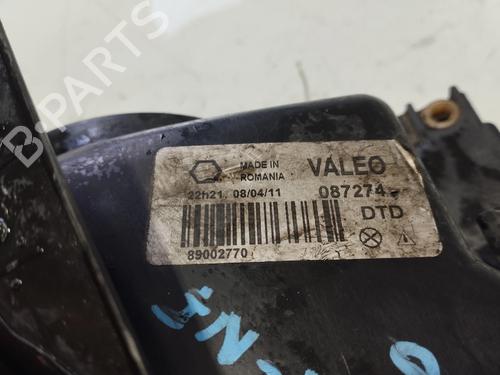 B-PARTS
MADE IN
ROMANIA
VALEO
22h21 08/04/11
087274-
DTD
89002770